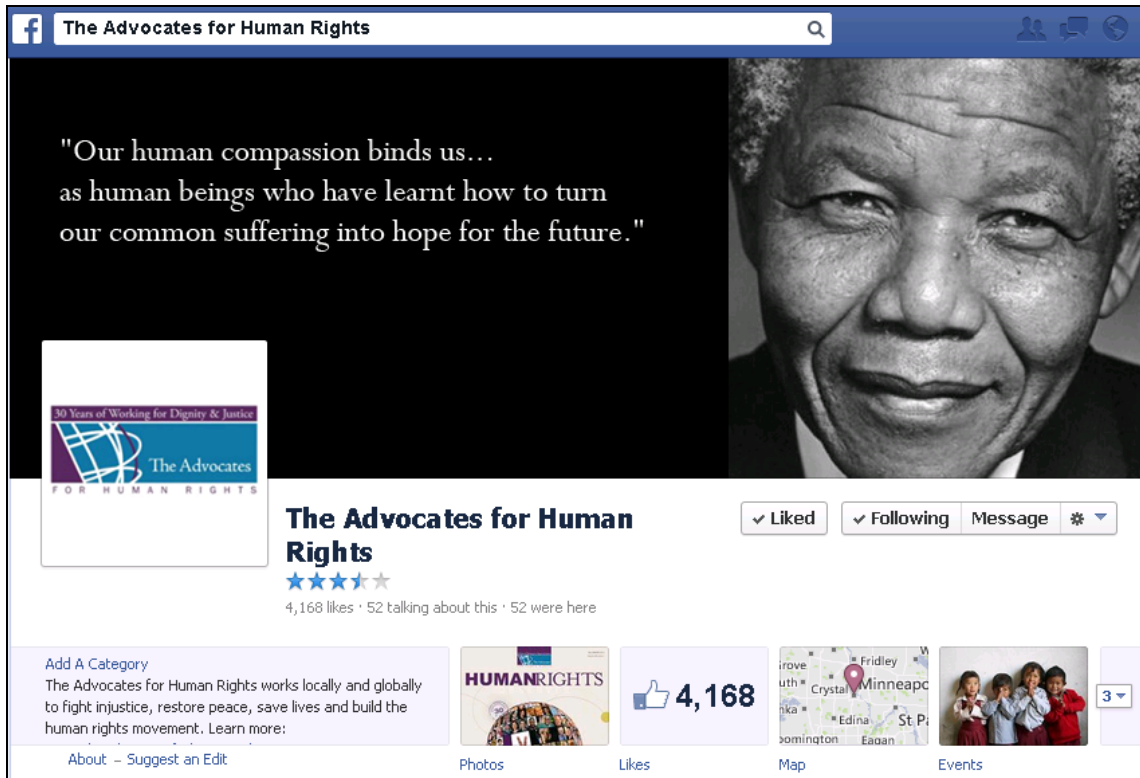 The Advocates for Human Rights
"Our human compassion binds us...
as human beings who have learnt how to turn
our common suffering into hope for the future."
30 Years of Working for Dignity & Justice
The Advocates
FOR HUMAN RIGHTS
The Advocates for Human
Rights
Liked
Following
Message
4,168 likes · 52 talking about this · 52 were here
Add A Category
The Advocates for Human Rights works locally and globally
to fight injustice, restore peace, save lives and build the
human rights movement. Learn more:
About – Suggest an Edit
HUMANRIGHTS
Photos
4,168
Likes
Fridley
Crystal
Minneapo
Edina
St Pa
Eagan
Map
Events
3